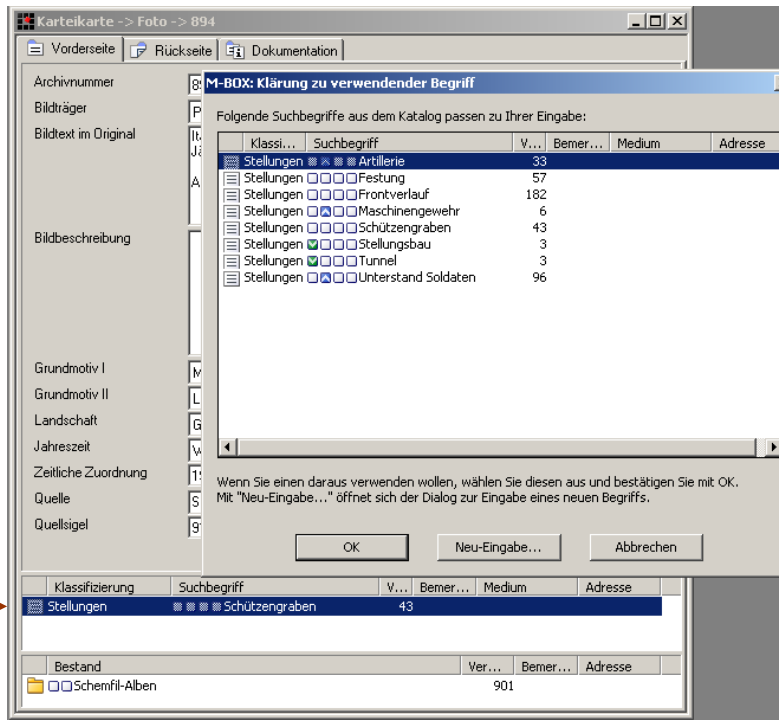 Karteikarte -> Foto -> 894
Vorderseite Rückseite Dokumentation
Archivnummer
Bildträger P
Bildtext im Original
A
Bildbeschreibung
Grundmotiv I M
Grundmotiv II L
Landschaft G
Jahreszeit
Zeitliche Zuordnung
Quelle S
Quellsigel
M-BOX: Klärung zu verwendender Begriff
Folgende Suchbegriffe aus dem Katalog passen zu Ihrer Eingabe:
Klassi... Suchbegriff V... Bemer... Medium Adresse
Stellungen Artillerie 33
Stellungen Festung 57
Stellungen Frontverlauf 182
Stellungen Maschinengewehr 6
Stellungen Schützengraben 43
Stellungen Stellungsbau 3
Stellungen Tunnel 3
Stellungen Unterstand Soldaten 96
Wenn Sie einen daraus verwenden wollen, wählen Sie diesen aus und bestätigen Sie mit OK.
Mit "Neu-Eingabe..." öffnet sich der Dialog zur Eingabe eines neuen Begriffs.
OK Neu-Eingabe... Abbrechen
Klassifizierung Suchbegriff V... Bemer... Medium Adresse
Stellungen Schützengraben 43
Bestand Ver... Bemer... Adresse
Schemfil-Alben 901